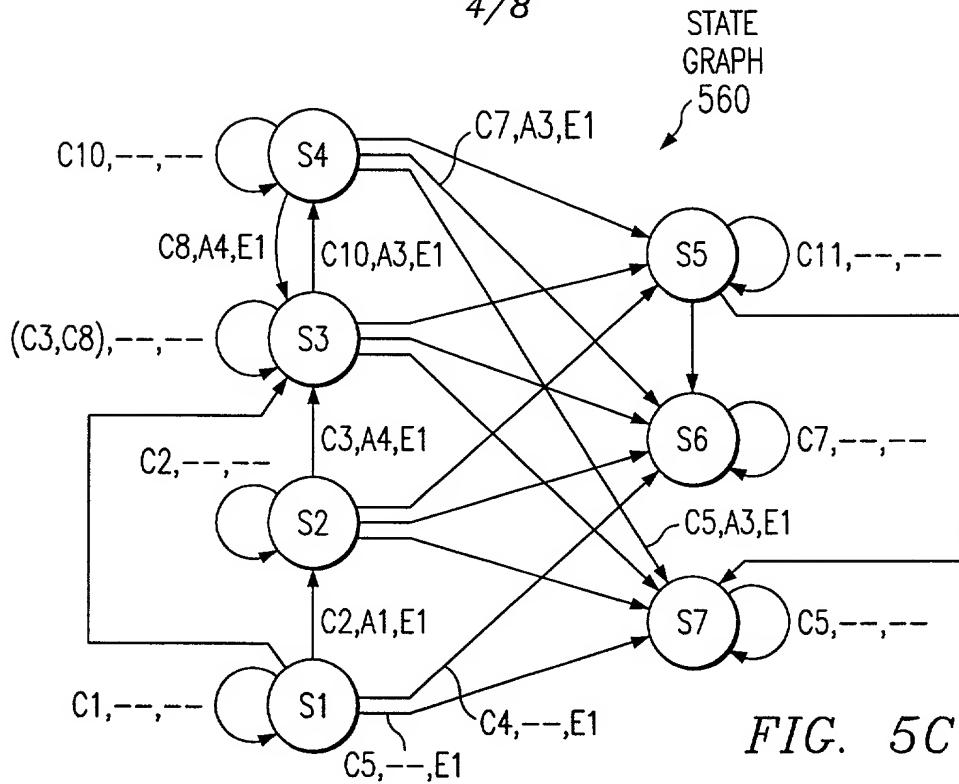 4/8
STATE
GRAPH
560
C7,A3,E1
S4
C10,--,--
C8,A4,E1
C10,A3,E1
S5
C11,--,--
(C3,C8),--,--
S3
C3,A4,E1
S6
C7,--,--
C2,--,--
S2
C5,A3,E1
C2,A1,E1
S7
C5,--,--
C1,--,--
S1
C4,--,E1
C5,--,E1
FIG. 5C